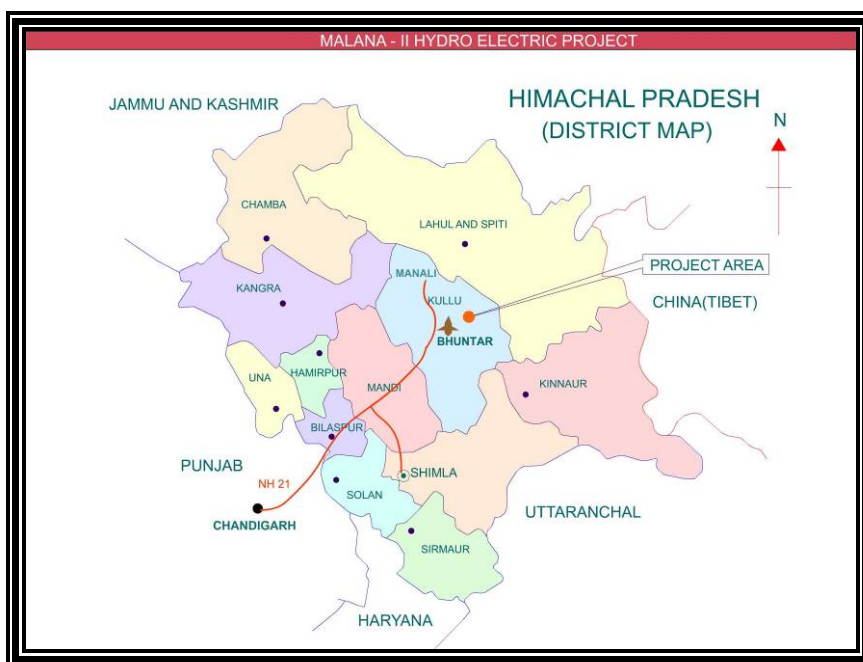 MALANA - II HYDRO ELECTRIC PROJECT
JAMMU AND KASHMIR
HIMACHAL PRADESH
(DISTRICT MAP)
N
CHAMBA
LAHUL AND SPITI
MANALI
PROJECT AREA
KANGRA
KULLU
CHINA(TIBET)
BHUNTAR
HAMIRPUR
UNA
MANDI
KINNAUR
BILASPUR
PUNJAB
SHIMLA
NH 21
SOLAN
UTTARANCHAL
CHANDIGARH
SIRMAUR
HARYANA